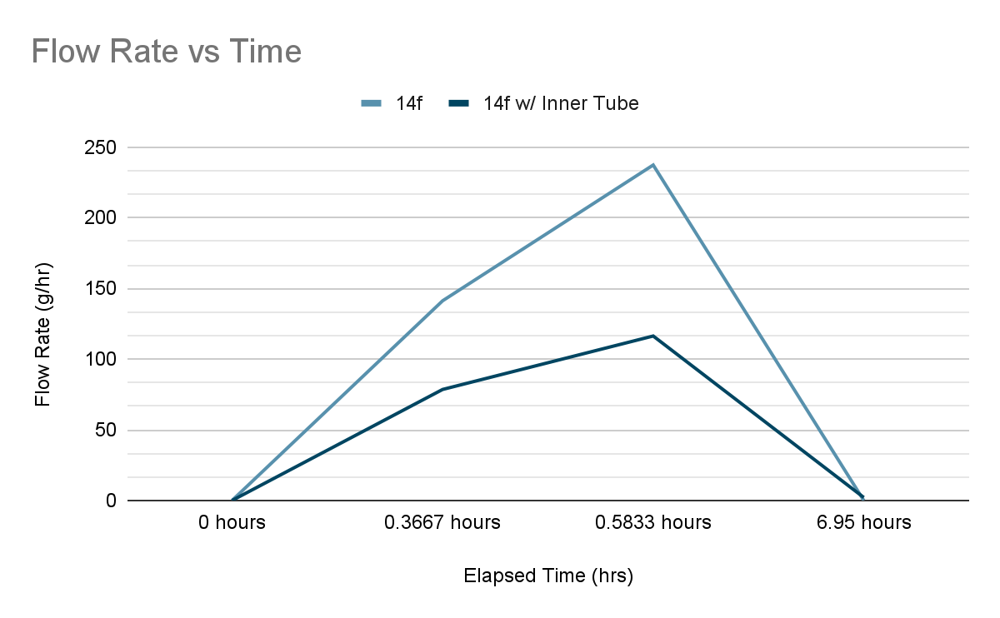 Flow Rate vs Time
14f 14f w/ Inner Tube
250
200
150
100
50
0
Flow Rate (g/hr)
0 hours 0.3667 hours 0.5833 hours 6.95 hours
Elapsed Time (hrs)